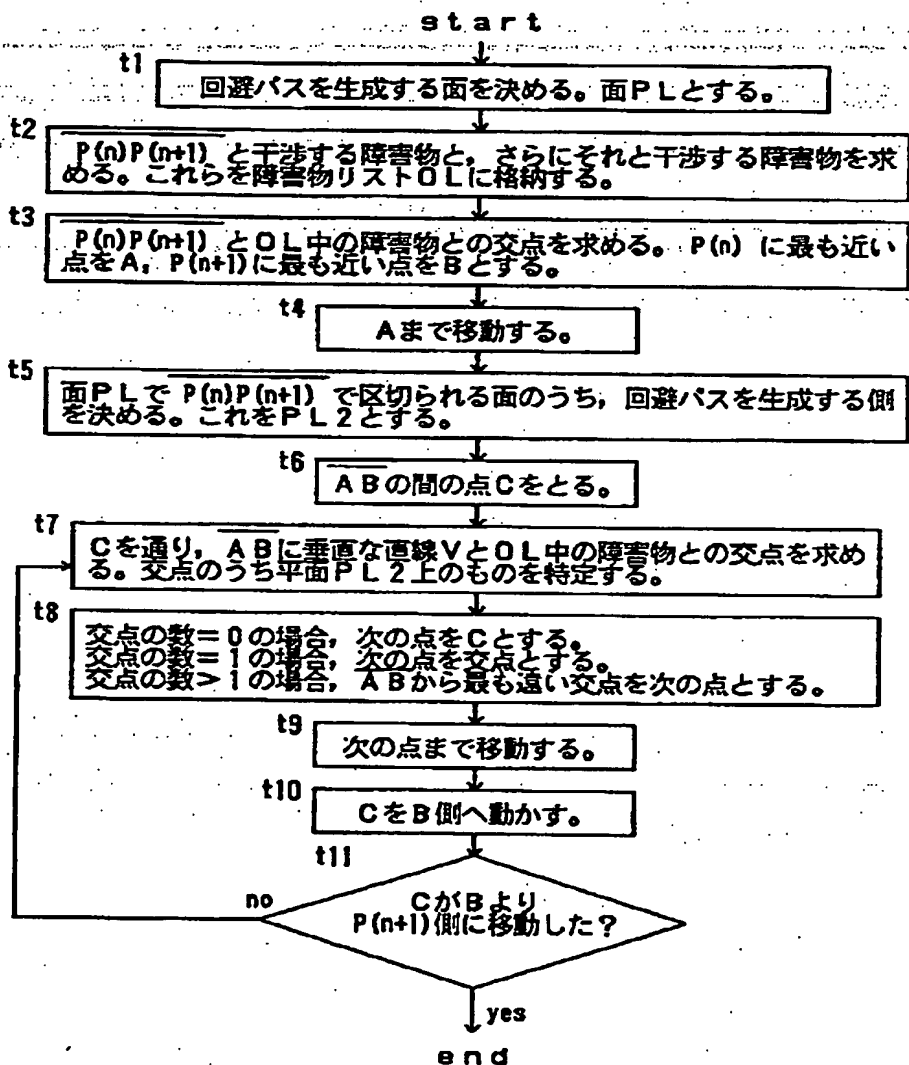 start
t1
回避パスを生成する面を決める。面PLとする。
t2
P(n)P(n+1) と干渉する障害物と,さらにそれと干渉する障害物を求
める。これらを障害物リストOLに格納する。
t3
P(n)P(n+1) とOL中の障害物との交点を求める。P(n) に最も近い
点をA,P(n+1)に最も近い点をBとする。
t4
Aまで移動する。
t5
面PLで P(n)P(n+1) で区切られる面のうち,回避パスを生成する側
を決める。これをPL2とする。
t6
ABの間の点Cをとる。
t7
Cを通り,ABに垂直な直線VとOL中の障害物との交点を求め
る。交点のうち平面PL2上のものを特定する。
t8
交点の数=0の場合,次の点をCとする。
交点の数=1の場合,次の点を交点とする。
交点の数>1の場合,ABから最も遠い交点を次の点とする。
t9
次の点まで移動する。
t10
CをB側へ動かす。
t11
no
CがBより
P(n+1)側に移動した?
yes
end